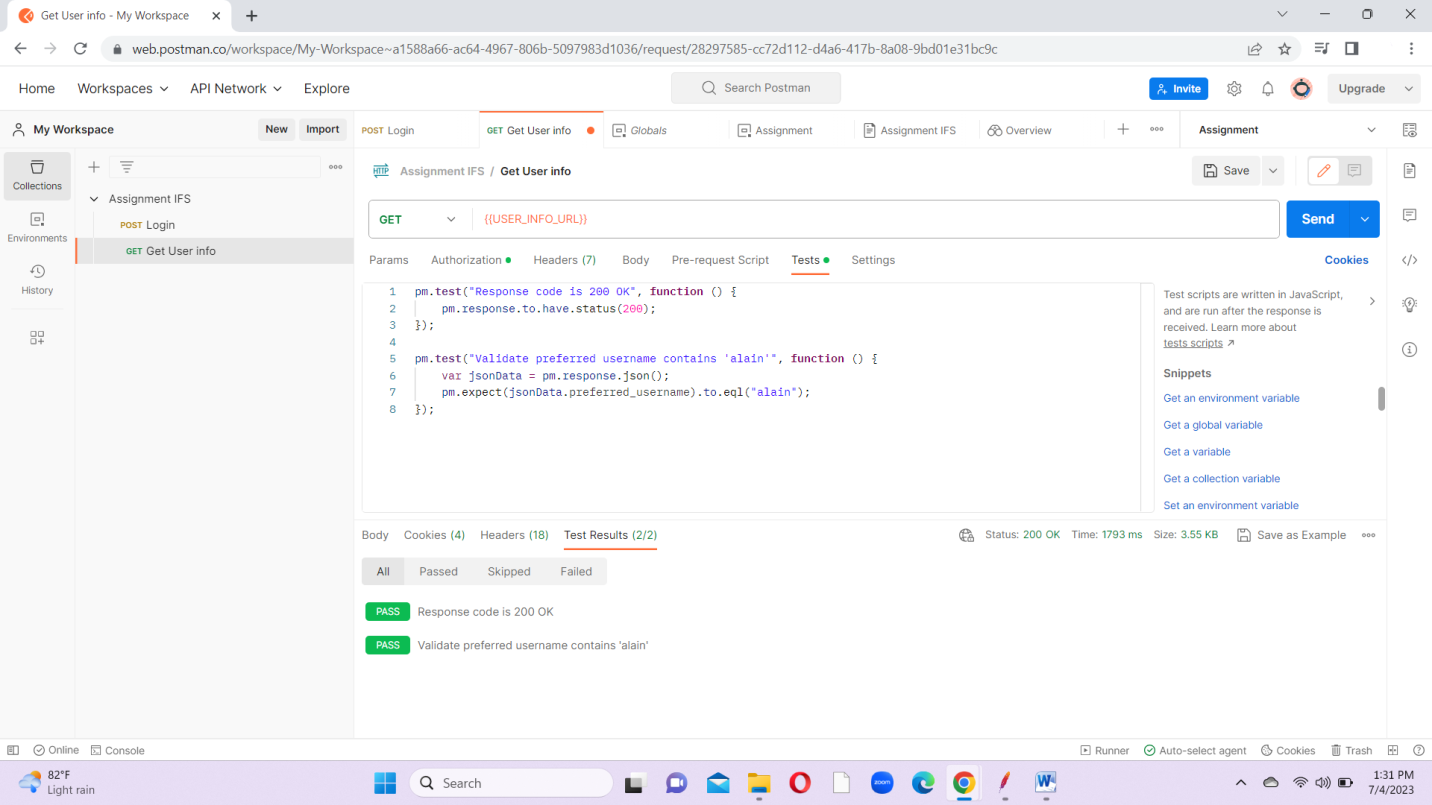 Get User info - My Workspace
web.postman.co/workspace/My-Workspace~a1588a66-ac64-4967-806b-5097983d1036/request/28297585-cc72d112-d4a6-417b-8a08-9bd01e31bc9c
Home Workspaces API Network Explore Search Postman Invite Upgrade
My Workspace New Import POST Login GET Get User info Globals Assignment Assignment IFS Overview Assignment
Collections
Environments
History
Assignment IFS
POST Login
GET Get User info
HTTP Assignment IFS / Get User info Save
GET {{USER_INFO_URL}} Send
Params Authorization Headers (7) Body Pre-request Script Tests Settings Cookies
1 pm.test("Response code is 200 OK", function () {
2 pm.response.to.have.status(200);
3 });
4
5 pm.test("Validate preferred username contains 'alain'", function () {
6 var jsonData = pm.response.json();
7 pm.expect(jsonData.preferred_username).to.eql("alain");
8 });
Test scripts are written in JavaScript,
and are run after the response is
received. Learn more about
tests scripts
Snippets
Get an environment variable
Get a global variable
Get a variable
Get a collection variable
Set an environment variable
Body Cookies (4) Headers (18) Test Results (2/2) Status: 200 OK Time: 1793 ms Size: 3.55 KB Save as Example
All Passed Skipped Failed
PASS Response code is 200 OK
PASS Validate preferred username contains 'alain'
Online Console Runner Auto-select agent Cookies Trash
82°F
Light rain
Search
zoom
W
1:31 PM
7/4/2023